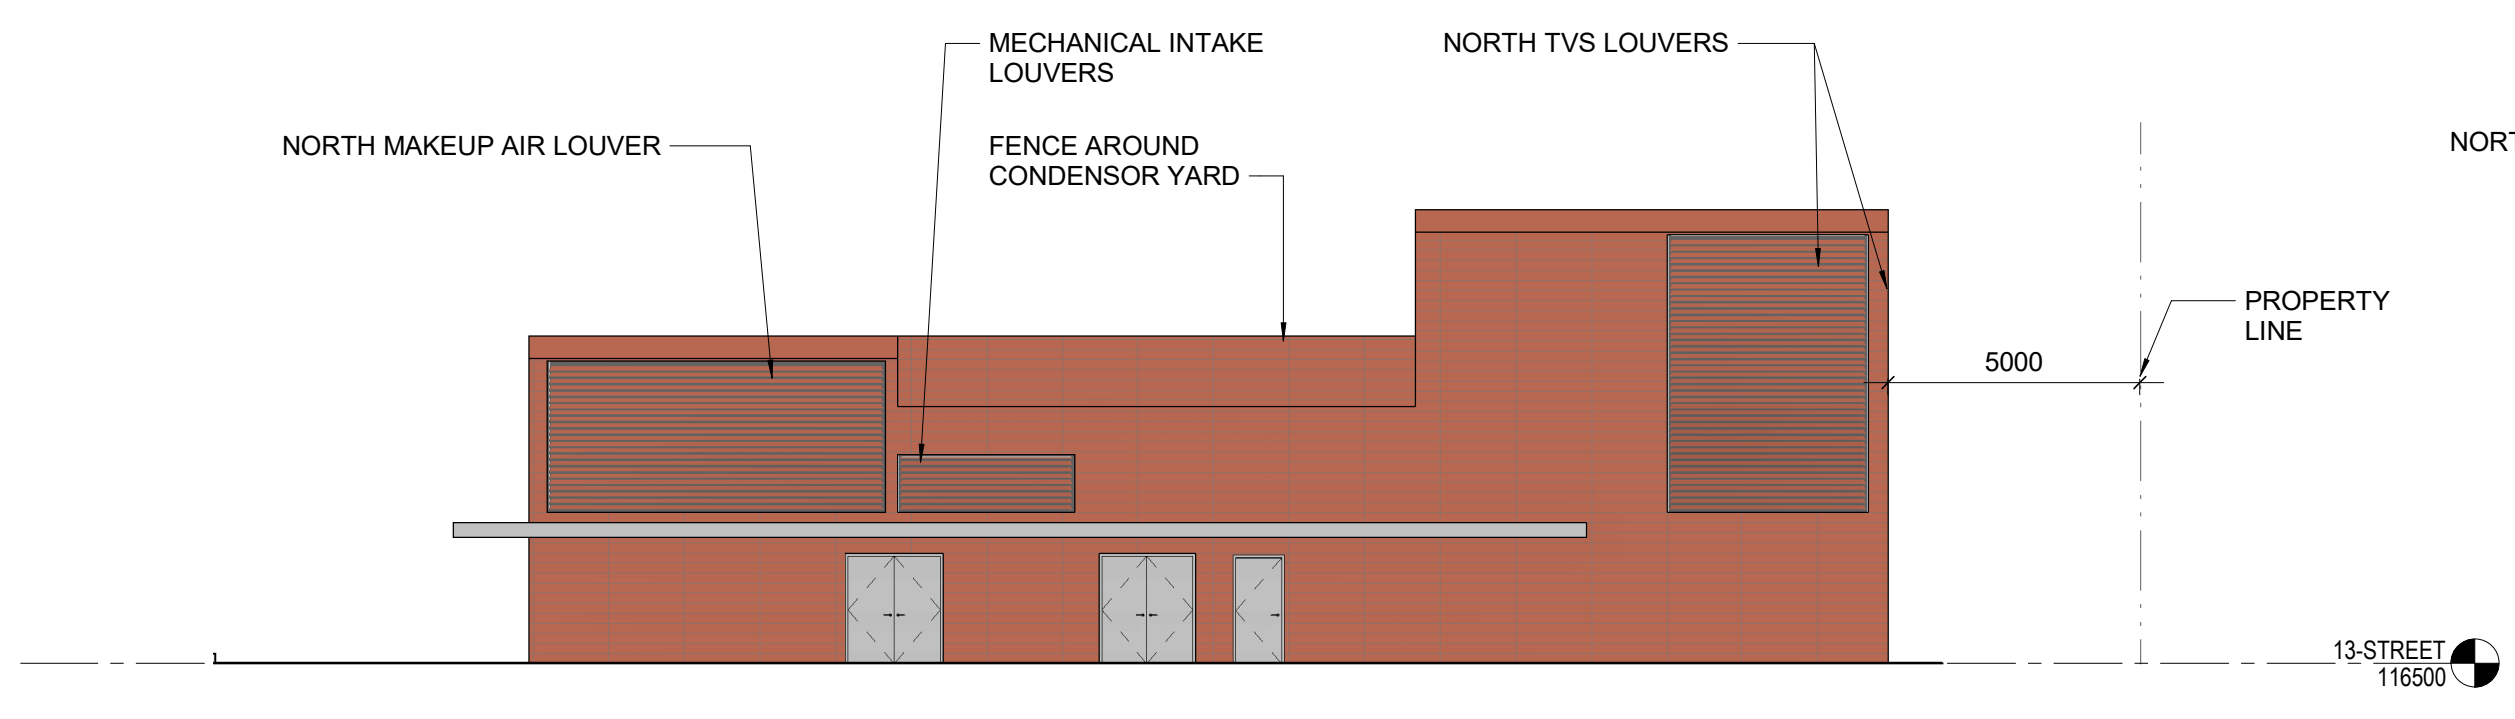 MECHANICAL INTAKE
LOUVERS
NORTH TVS LOUVERS
NORTH MAKEUP AIR LOUVER
FENCE AROUND
CONDENSOR YARD
NORT
PROPERTY
LINE
5000
13-STREET
116500